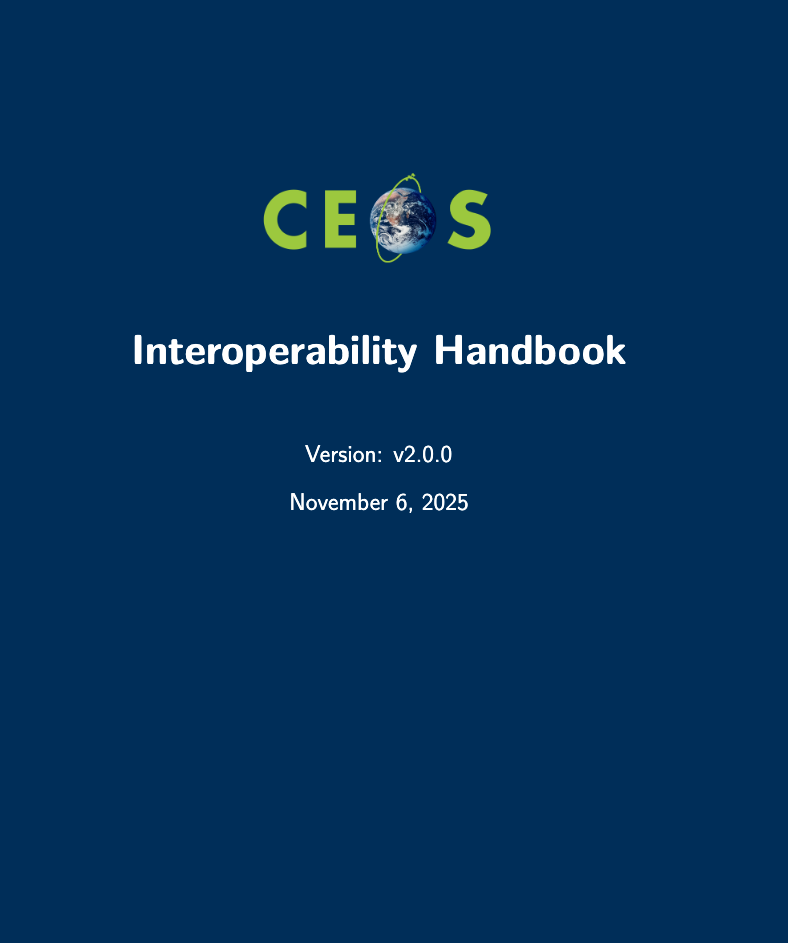 CEOS
Interoperability Handbook
Version: v2.0.0
November 6, 2025